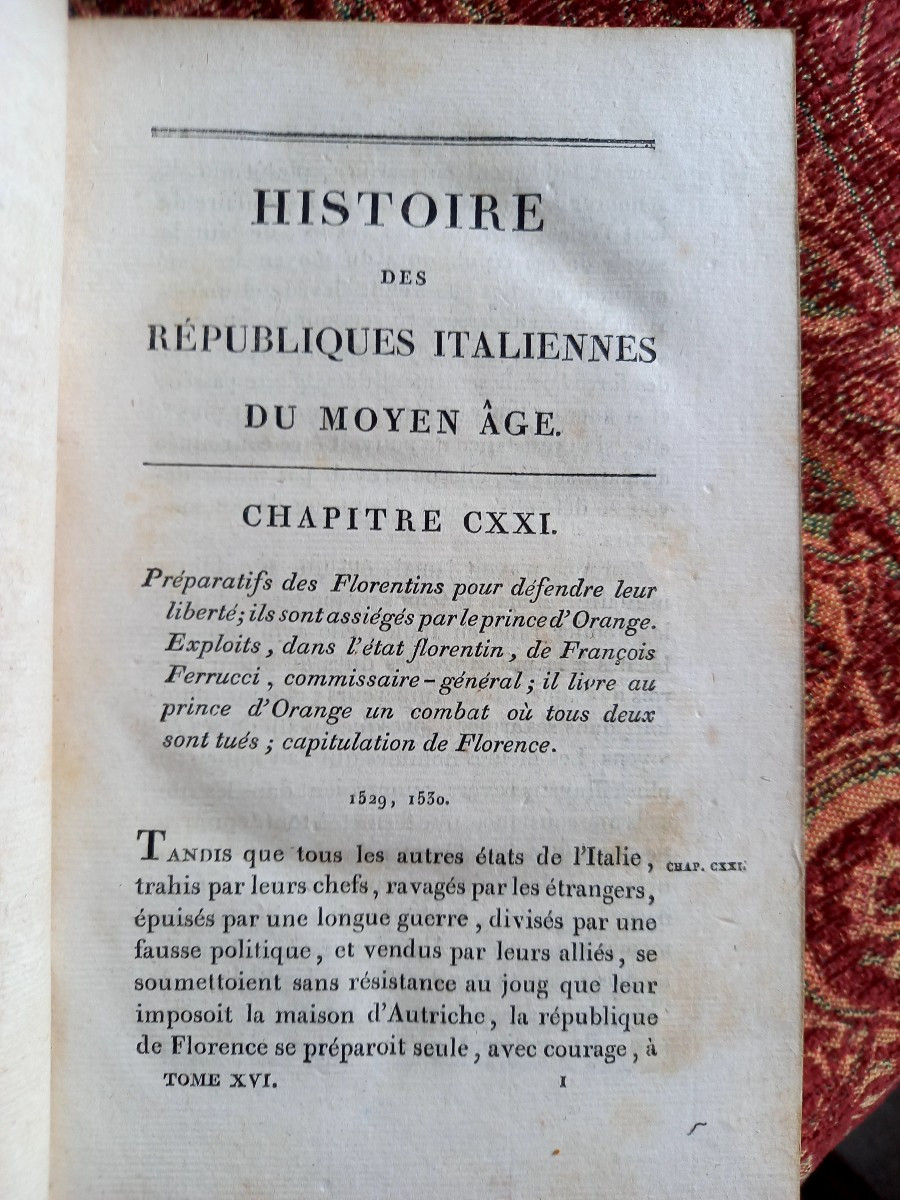 HISTOIRE
DES
RÉPUBLIQUES ITALIENNES
DU MOYEN ÂGE.
CHAPITRE CXXI.
Préparatifs des Florentins pour défendre leur
liberté; ils sont assiégés par le prince d'Orange.
Exploits, dans l'état florentin, de François
Ferrucci, commissaire-général; il livre au
prince d'Orange un combat où tous deux
sont tués; capitulation de Florence.
1529, 1530.
TANDIS que tous les autres états de l'Italie, CHAP. CXXI.
trahis par leurs chefs, ravagés par les étrangers,
épuisés par une longue guerre, divisés par une
fausse politique, et vendus par leurs alliés, se
soumettoient sans résistance au joug que leur
imposoit la maison d'Autriche, la république
de Florence se préparoit seule, avec courage, à
TOME XVI. 1